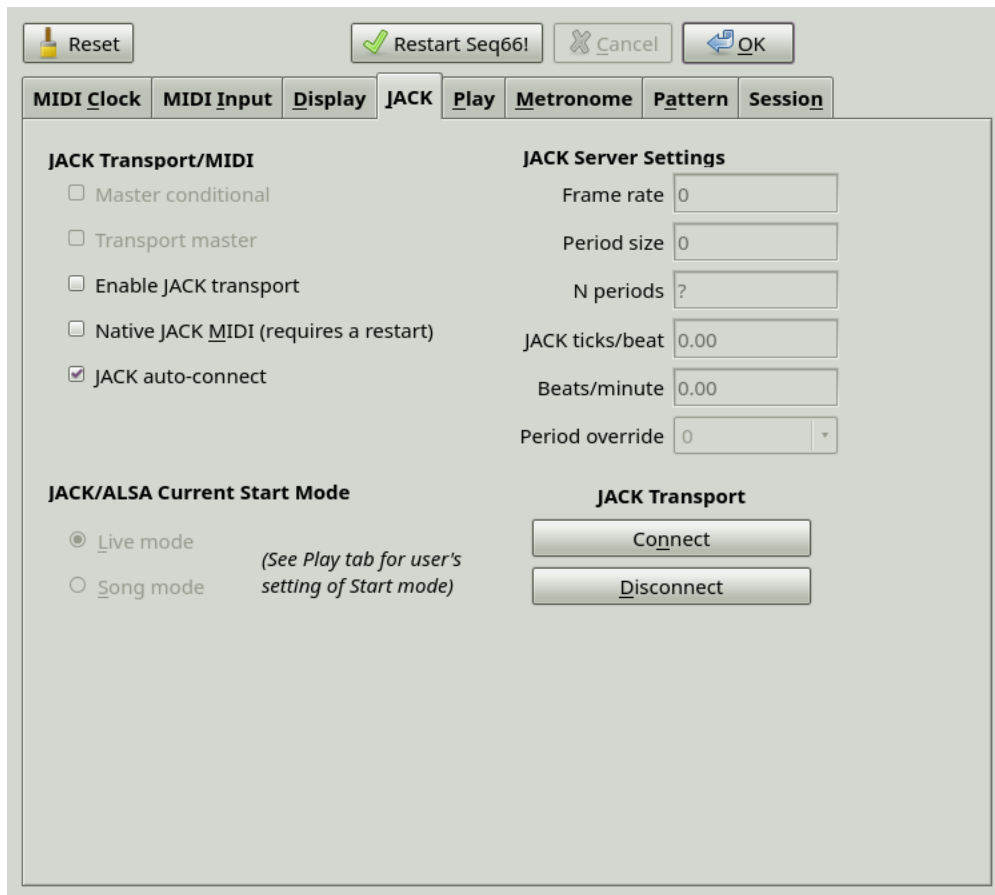 Reset
Restart Seq66!
Cancel
OK
MIDI Clock
MIDI Input
Display
JACK
Play
Metronome
Pattern
Session
JACK Transport/MIDI
Master conditional
Transport master
Enable JACK transport
Native JACK MIDI (requires a restart)
JACK auto-connect
JACK Server Settings
Frame rate 0
Period size 0
N periods ?
JACK ticks/beat 0.00
Beats/minute 0.00
Period override 0
JACK/ALSA Current Start Mode
Live mode
Song mode
(See Play tab for user's
setting of Start mode)
JACK Transport
Connect
Disconnect